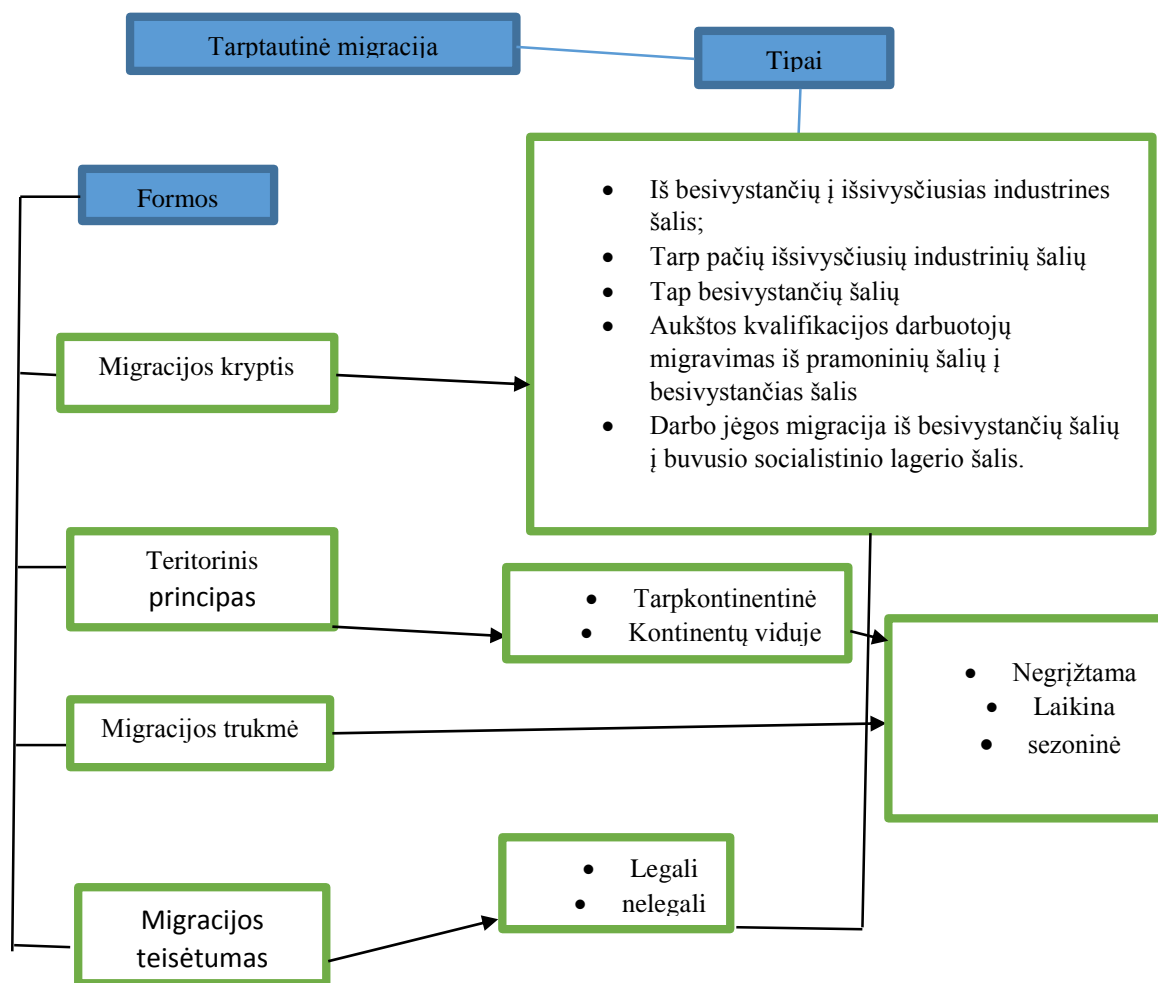 Tarptautinė migracija
Tipai
Formos
• Iš besivystančių į išsivysčiusias industrines
šalis;
• Tarp pačių išsivysčiusių industrinių šalių
• Tap besivystančių šalių
• Aukštos kvalifikacijos darbuotojų
migravimas iš pramoninių šalių į
besivystančias šalis
• Darbo jėgos migracija iš besivystančių šalių
į buvusio socialistinio lagerio šalis.
Migracijos kryptis
Teritorinis
principas
• Tarpkontinentinė
• Kontinentų viduje
• Negrįžtama
• Laikina
• sezoninė
Migracijos trukmė
• Legali
• nelegali
Migracijos
teisėtumas